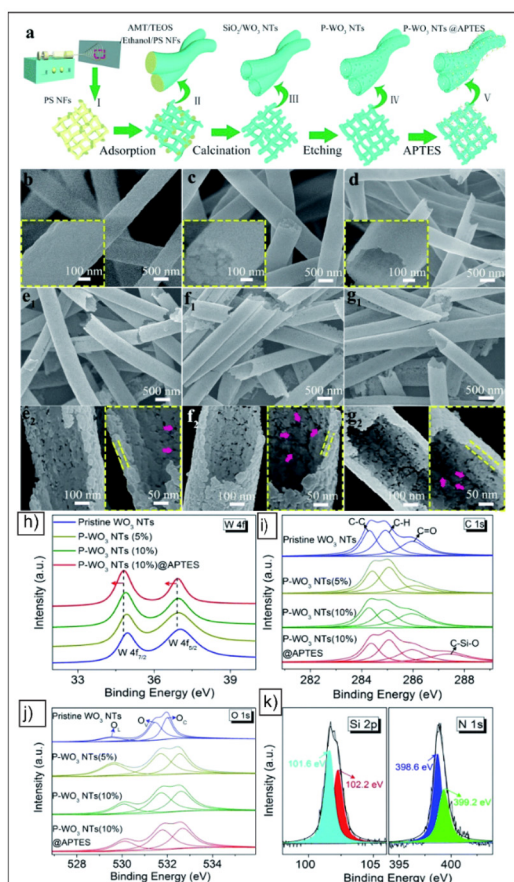 a
AMT/TEOS
/Ethanol/PS NFs
SiO₂/WO₃ NTs
P-WO₃ NTs
P-WO₃ NTs @APTES
PS NFs
I
II
III
IV
V
Adsorption
Calcination
Etching
APTES
b
100 nm
500 nm
c
100 nm
500 nm
d
100 nm
500 nm
e₁
500 nm
f₁
500 nm
g₁
500 nm
e₂
100 nm
50 nm
f₂
100 nm
50 nm
g₂
100 nm
50 nm
h)
W 4f
Pristine WO₃ NTs
P-WO₃ NTs (5%)
P-WO₃ NTs (10%)
P-WO₃ NTs (10%)@APTES
W 4f₇/₂
W 4f₅/₂
Intensity (a.u.)
33
36
39
Binding Energy (eV)
i)
C 1s
C-C
C-H
C=O
Pristine WO₃ NTs
P-WO₃ NTs(5%)
P-WO₃ NTs(10%)
P-WO₃ NTs(10%)
@APTES
C-Si-O
Intensity (a.u.)
282
284
286
288
Binding Energy (eV)
j)
O 1s
Pristine WO₃ NTs
O_L
O_V
O_C
P-WO₃ NTs(5%)
P-WO₃ NTs(10%)
P-WO₃ NTs(10%)
@APTES
Intensity (a.u.)
526
528
530
532
534
Binding Energy (eV)
k)
Si 2p
101.6 eV
102.2 eV
N 1s
398.6 eV
399.2 eV
Intensity (a.u.)
100
105
395
400
Binding Energy (eV)